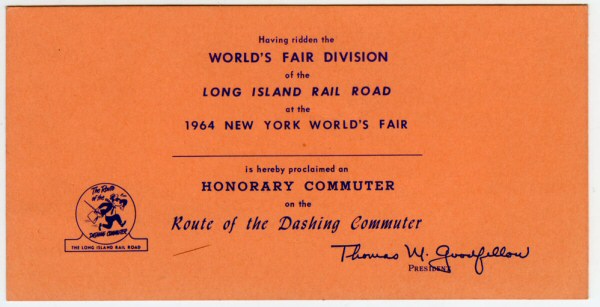 Having ridden the
WORLD'S FAIR DIVISION
of the
LONG ISLAND RAIL ROAD
at the
1964 NEW YORK WORLD'S FAIR
is hereby proclaimed an
HONORARY COMMUTER
on the
Route of the Dashing Commuter
The Route
of the
DASHING COMMUTER
THE LONG ISLAND RAIL ROAD
Thomas M. Goodfellow
PRESIDENT